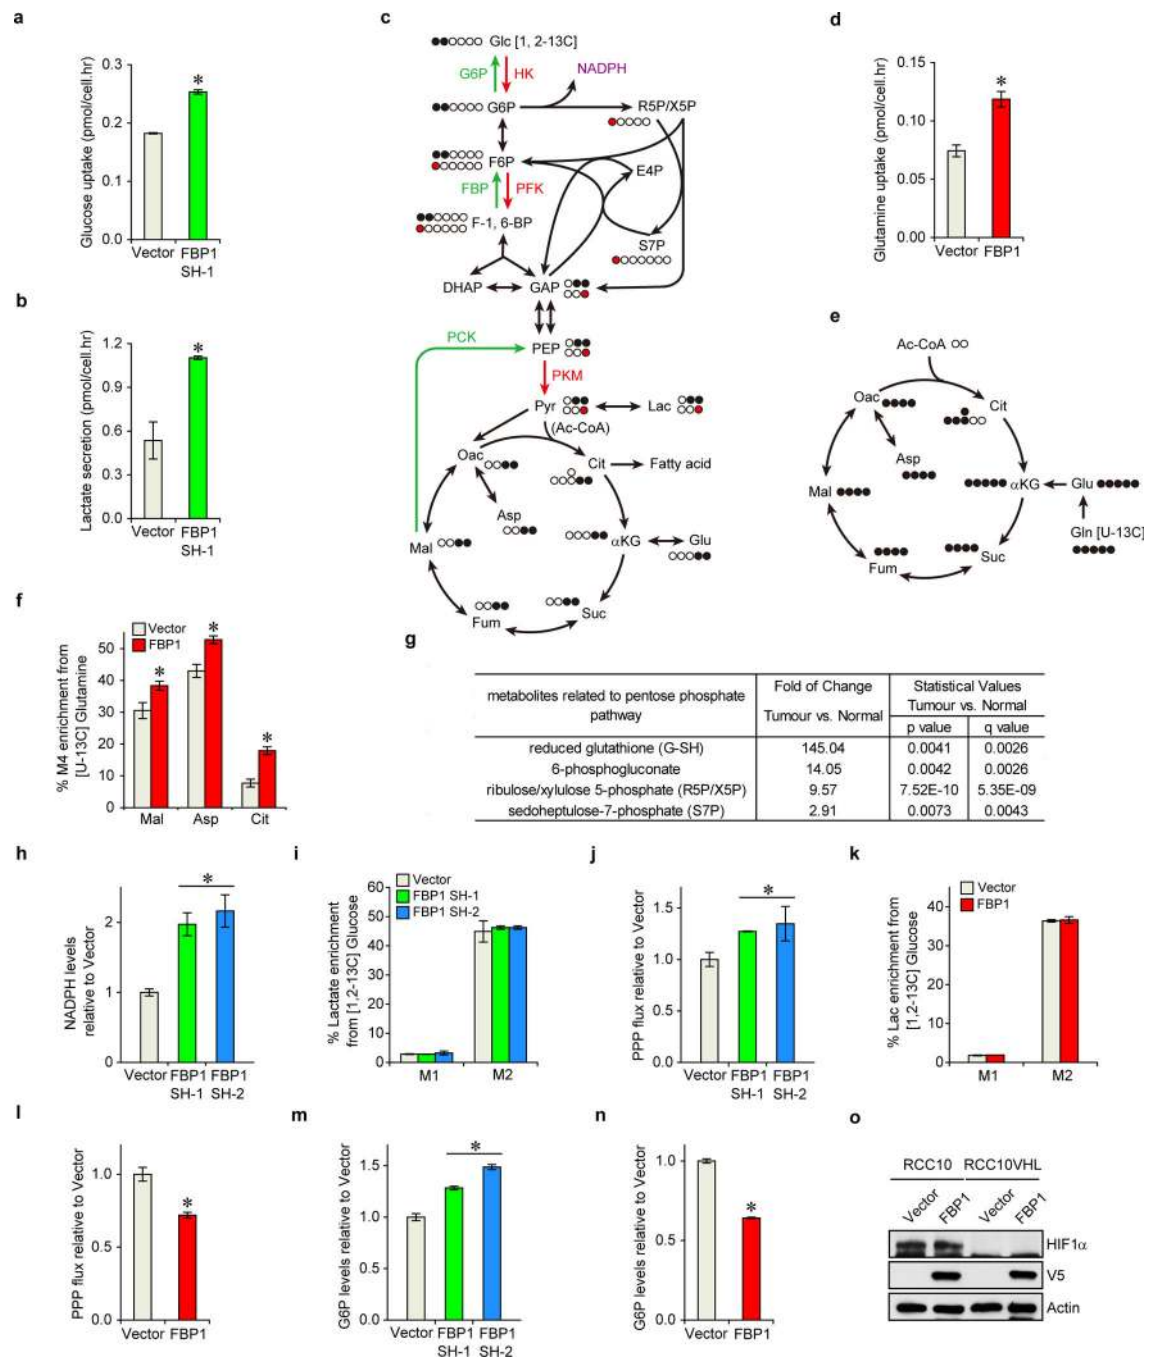 a
Glucose uptake (pmol/cell.hr)
0.3
0.2
0.1
0.0
*
Vector
FBP1
SH-1
b
Lactate secretion (pmol/cell.hr)
1.2
0.9
0.6
0.3
0.0
*
Vector
FBP1
SH-1
c
Glc [1, 2-13C]
G6P
HK
NADPH
G6P
R5P/X5P
F6P
E4P
FBP
PFK
F-1, 6-BP
S7P
DHAP
GAP
PCK
PEP
PKM
Pyr
Lac
(Ac-CoA)
Oac
Cit
Fatty acid
Asp
Mal
αKG
Glu
Fum
Suc
d
Glutamine uptake (pmol/cell.hr)
0.15
0.10
0.05
0.00
*
Vector
FBP1
e
Ac-CoA
Oac
Cit
Asp
Mal
αKG
Glu
Gln [U-13C]
Fum
Suc
f
% M4 enrichment from
[U-13C] Glutamine
50
40
30
20
10
0
Vector
FBP1
* * *
Mal Asp Cit
g
metabolites related to pentose phosphate
pathway
Fold of Change
Tumour vs. Normal
Statistical Values
Tumour vs. Normal
p value q value
reduced glutathione (G-SH) 145.04 0.0041 0.0026
6-phosphogluconate 14.05 0.0042 0.0026
ribulose/xylulose 5-phosphate (R5P/X5P) 9.57 7.52E-10 5.35E-09
sedoheptulose-7-phosphate (S7P) 2.91 0.0073 0.0043
h
NADPH levels
relative to Vector
2
1
0
*
Vector FBP1 FBP1
SH-1 SH-2
i
% Lactate enrichment
from [1,2-13C] Glucose
60
50
40
30
20
10
0
Vector
FBP1 SH-1
FBP1 SH-2
M1 M2
j
PPP flux relative to Vector
1.5
1.0
0.5
0.0
*
Vector FBP1 FBP1
SH-1 SH-2
k
% Lac enrichment from
[1,2-13C] Glucose
40
30
20
10
0
Vector
FBP1
M1 M2
l
PPP flux relative to Vector
1.0
0.5
0.0
*
Vector FBP1
m
G6P levels relative to Vector
1.5
1.0
0.5
0.0
*
Vector FBP1 FBP1
SH-1 SH-2
n
G6P levels relative to Vector
1.0
0.5
0.0
*
Vector FBP1
o
RCC10 RCC10VHL
Vector FBP1 Vector FBP1
HIF1α
V5
Actin